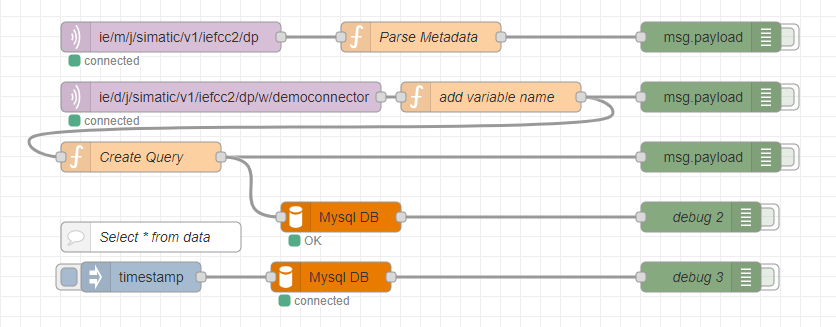 ie/m/j/simatic/v1/iefcc2/dp Parse Metadata msg.payload
connected
ie/d/j/simatic/v1/iefcc2/dp/w/democonnector add variable name msg.payload
connected
Create Query msg.payload
Mysql DB debug 2
OK
Select * from data
timestamp Mysql DB debug 3
connected